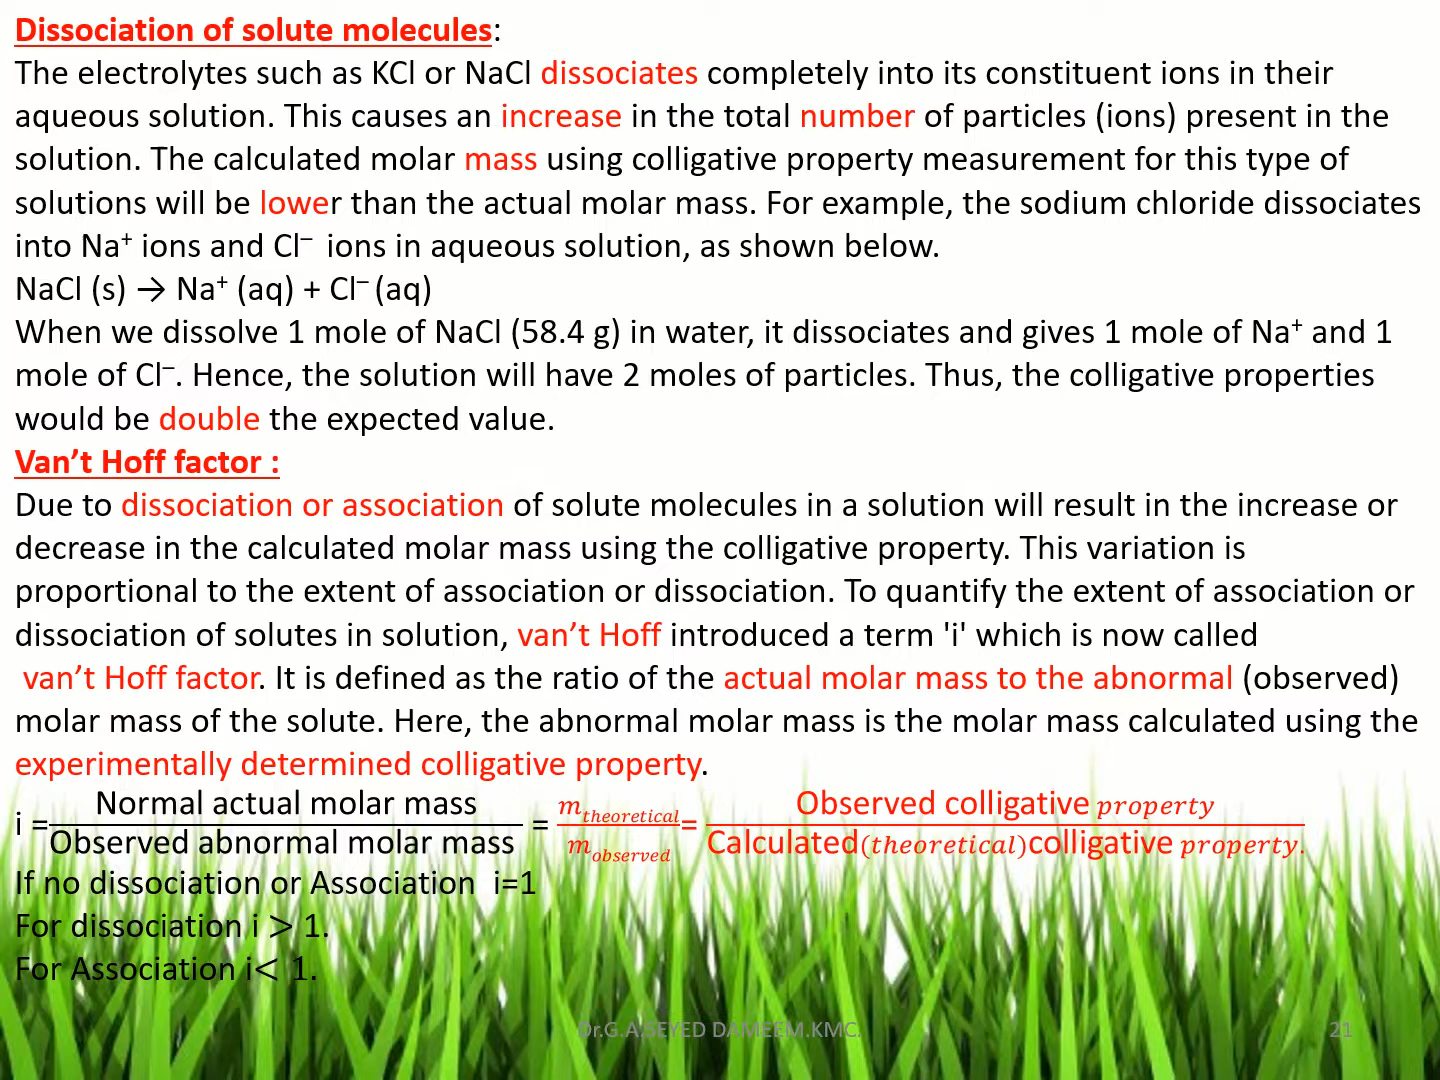 Dissociation of solute molecules:
The electrolytes such as KCl or NaCl dissociates completely into its constituent ions in their
aqueous solution. This causes an increase in the total number of particles (ions) present in the
solution. The calculated molar mass using colligative property measurement for this type of
solutions will be lower than the actual molar mass. For example, the sodium chloride dissociates
into Na⁺ ions and Cl⁻ ions in aqueous solution, as shown below.
NaCl (s) → Na⁺ (aq) + Cl⁻ (aq)
When we dissolve 1 mole of NaCl (58.4 g) in water, it dissociates and gives 1 mole of Na⁺ and 1
mole of Cl⁻. Hence, the solution will have 2 moles of particles. Thus, the colligative properties
would be double the expected value.
Van’t Hoff factor :
Due to dissociation or association of solute molecules in a solution will result in the increase or
decrease in the calculated molar mass using the colligative property. This variation is
proportional to the extent of association or dissociation. To quantify the extent of association or
dissociation of solutes in solution, van’t Hoff introduced a term 'i' which is now called
van’t Hoff factor. It is defined as the ratio of the actual molar mass to the abnormal (observed)
molar mass of the solute. Here, the abnormal molar mass is the molar mass calculated using the
experimentally determined colligative property.
i = Normal actual molar mass / Observed abnormal molar mass = m_theoretical / m_observed = Observed colligative property / Calculated(theoretical)colligative property.
If no dissociation or Association i=1
For dissociation i > 1.
For Association i< 1.
Dr.G.A.SEYED DAMEEM.KMC. 21